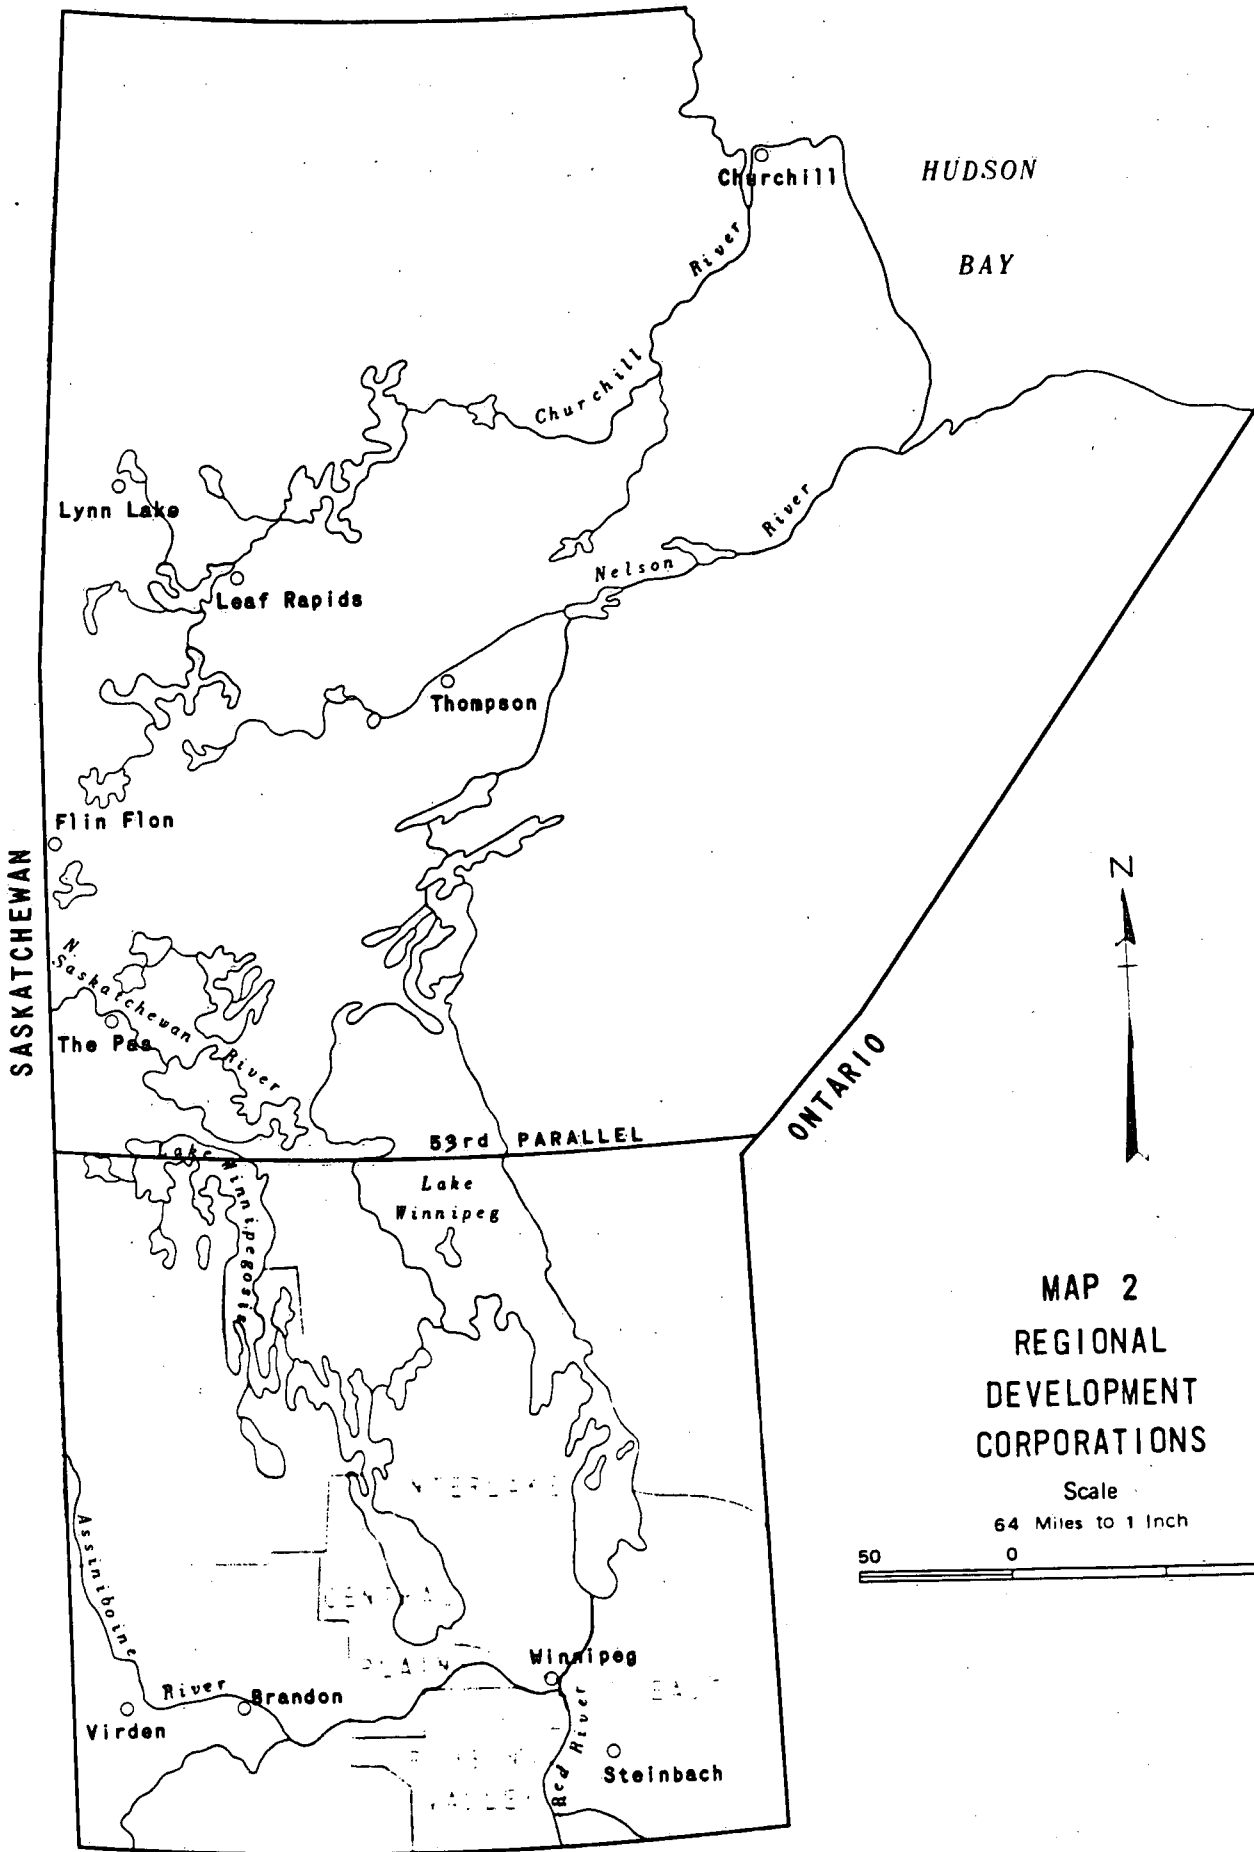 HUDSON
BAY
Churchill
River
Churchill
Lynn Lake
Leaf Rapids
River
Nelson
Thompson
Flin Flon
SASKATCHEWAN
N
N.
Saskatchewan
River
The Pas
ONTARIO
53rd PARALLEL
Lake
Winnipegosis
Lake
Winnipeg
MAP 2
REGIONAL
DEVELOPMENT
CORPORATIONS
Scale
64 Miles to 1 Inch
50 0
Assiniboine
River
CENTRAL
PLAIN
Winnipeg
Brandon
Virden
Red River
Steinbach